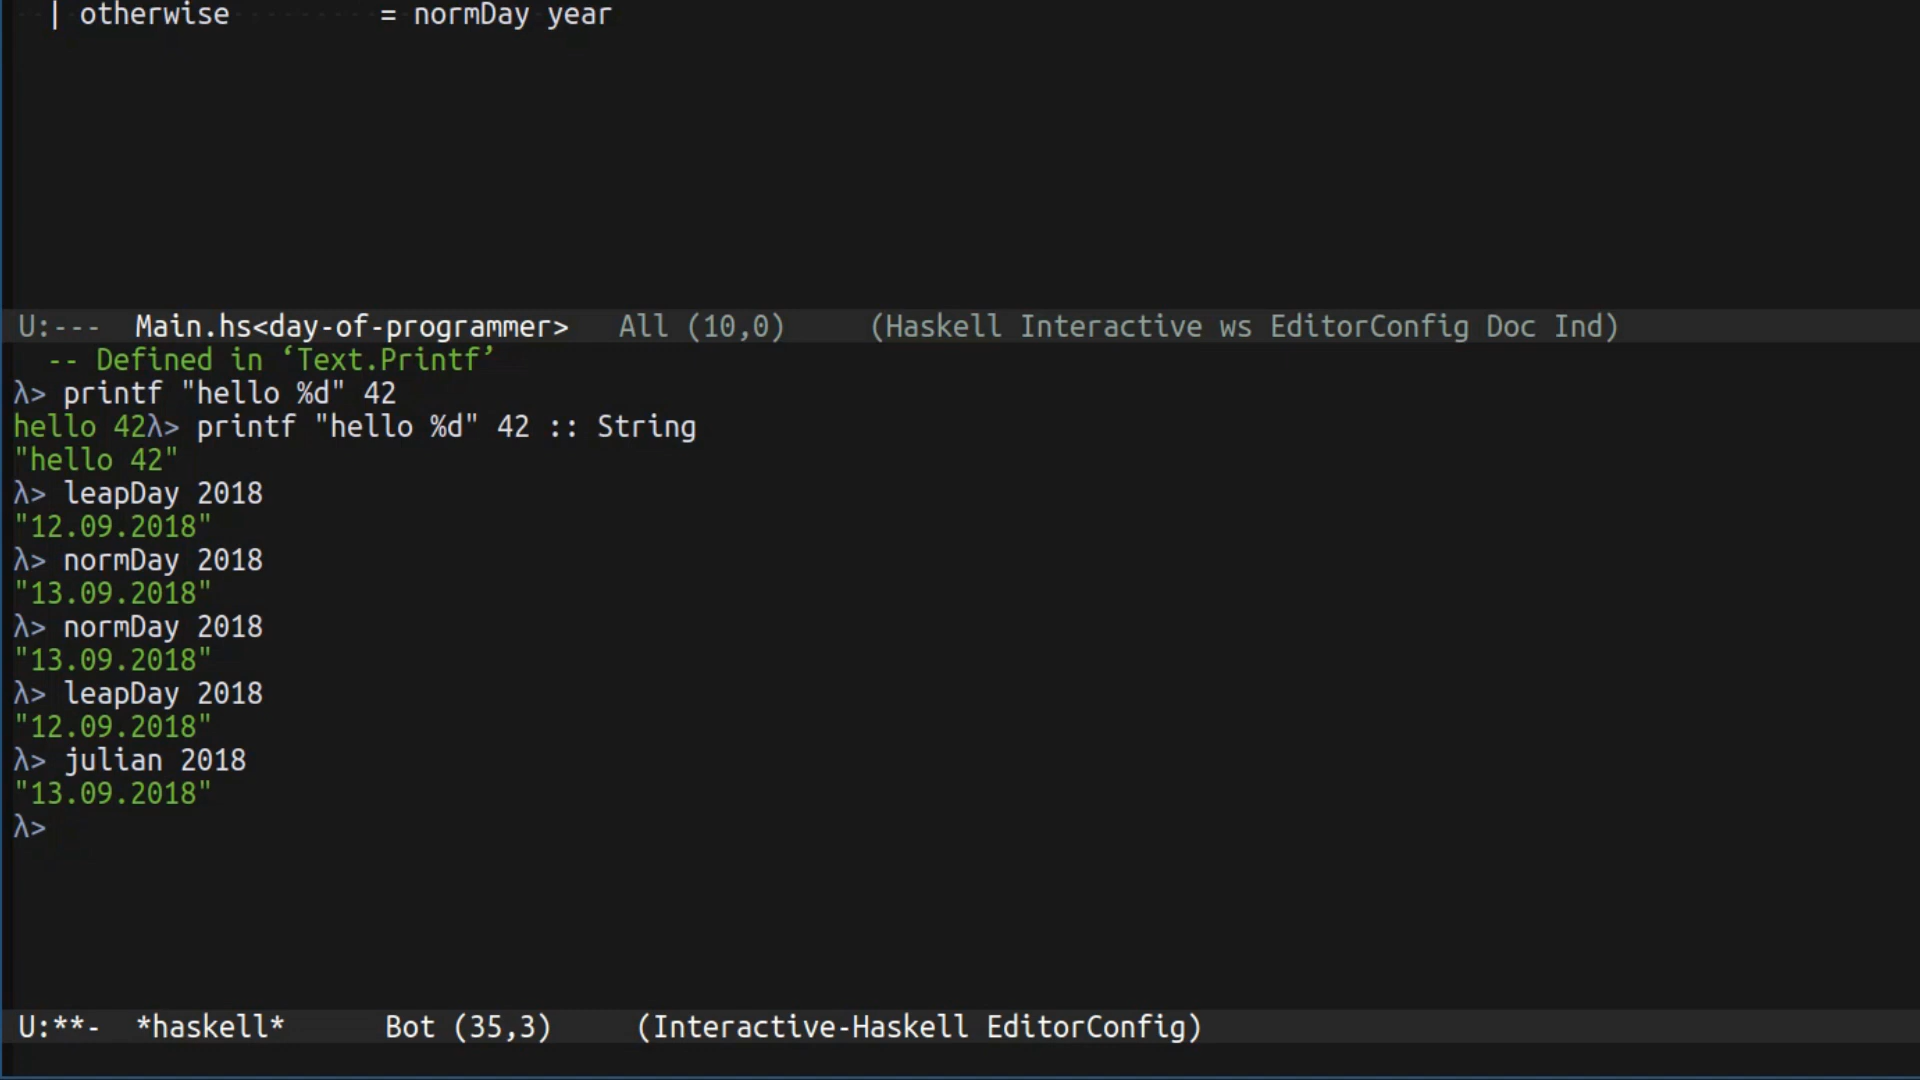 | otherwise = normDay year
U:--- Main.hs<day-of-programmer> All (10,0) (Haskell Interactive ws EditorConfig Doc Ind)
-- Defined in ‘Text.Printf’
λ> printf "hello %d" 42
hello 42λ> printf "hello %d" 42 :: String
"hello 42"
λ> leapDay 2018
"12.09.2018"
λ> normDay 2018
"13.09.2018"
λ> normDay 2018
"13.09.2018"
λ> leapDay 2018
"12.09.2018"
λ> julian 2018
"13.09.2018"
λ>
U:**- *haskell* Bot (35,3) (Interactive-Haskell EditorConfig)